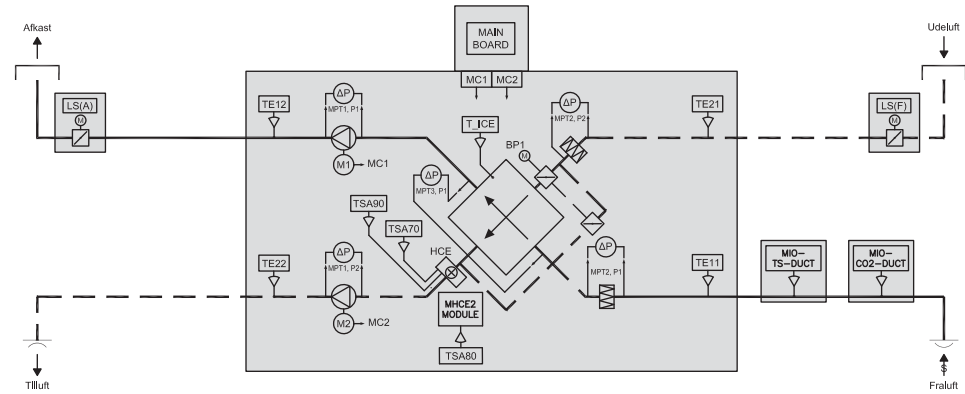 Afkast
MAIN
BOARD
Udeluft
MC1
MC2
LS(A)
M
TE12
ΔP
MPT1, P1
M1
MC1
T_ICE
BP1
M
ΔP
MPT2, P2
TE21
LS(F)
M
ΔP
MPT3, P1
TSA90
TSA70
HCE
TE22
ΔP
MPT1, P2
M2
MC2
MHCE2
MODULE
TSA80
ΔP
MPT2, P1
TE11
MIO-
TS-DUCT
MIO-
CO2-DUCT
Tilluft
$
Fraluft